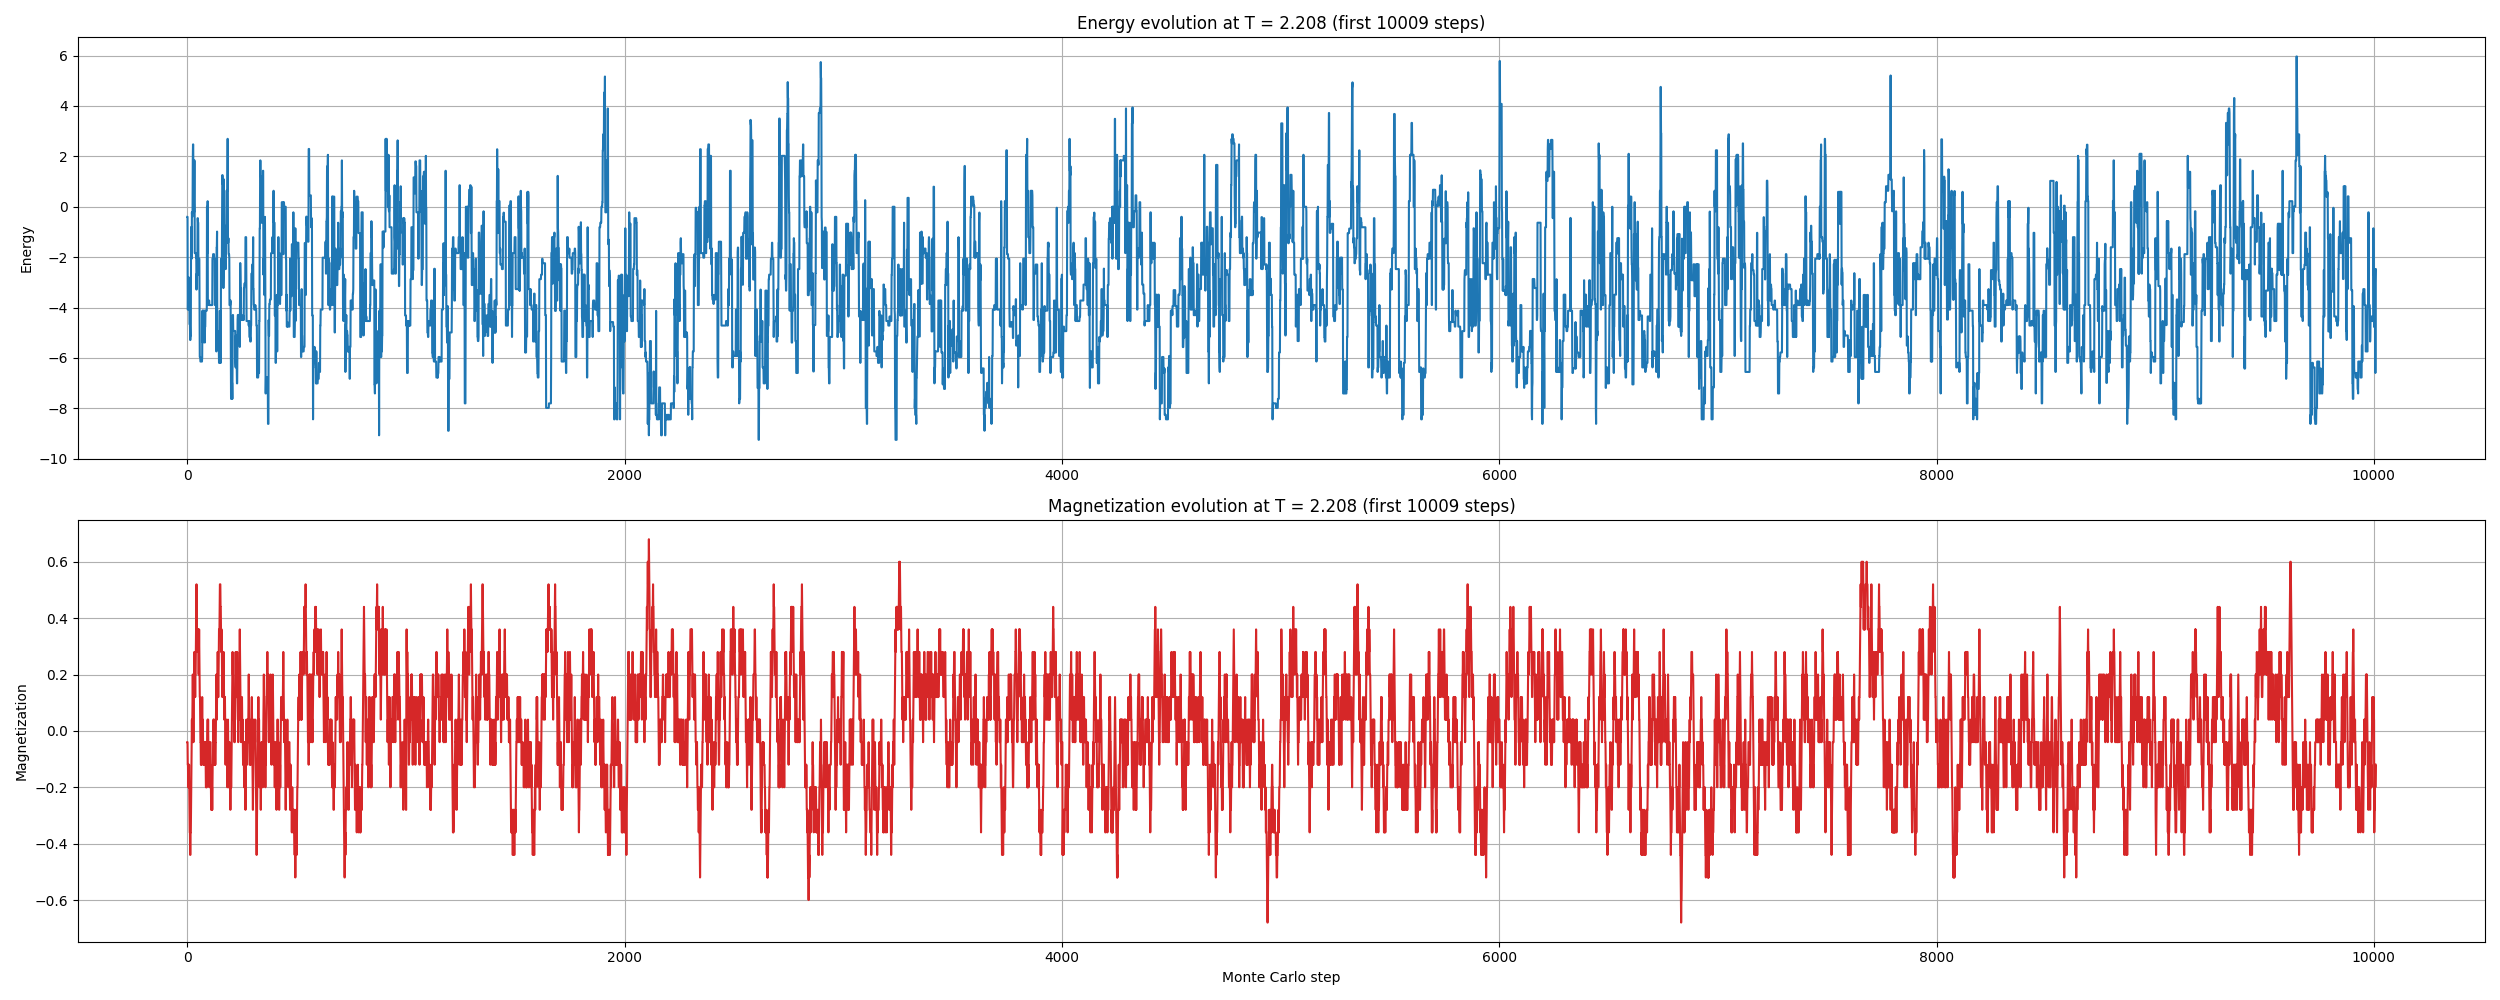 Energy evolution at T = 2.208 (first 10009 steps)
6
4
2
0
−2
−4
−6
−8
−10
Energy
0 2000 4000 6000 8000 10000
Magnetization evolution at T = 2.208 (first 10009 steps)
0.6
0.4
0.2
0.0
−0.2
−0.4
−0.6
Magnetization
0 2000 4000 6000 8000 10000
Monte Carlo step